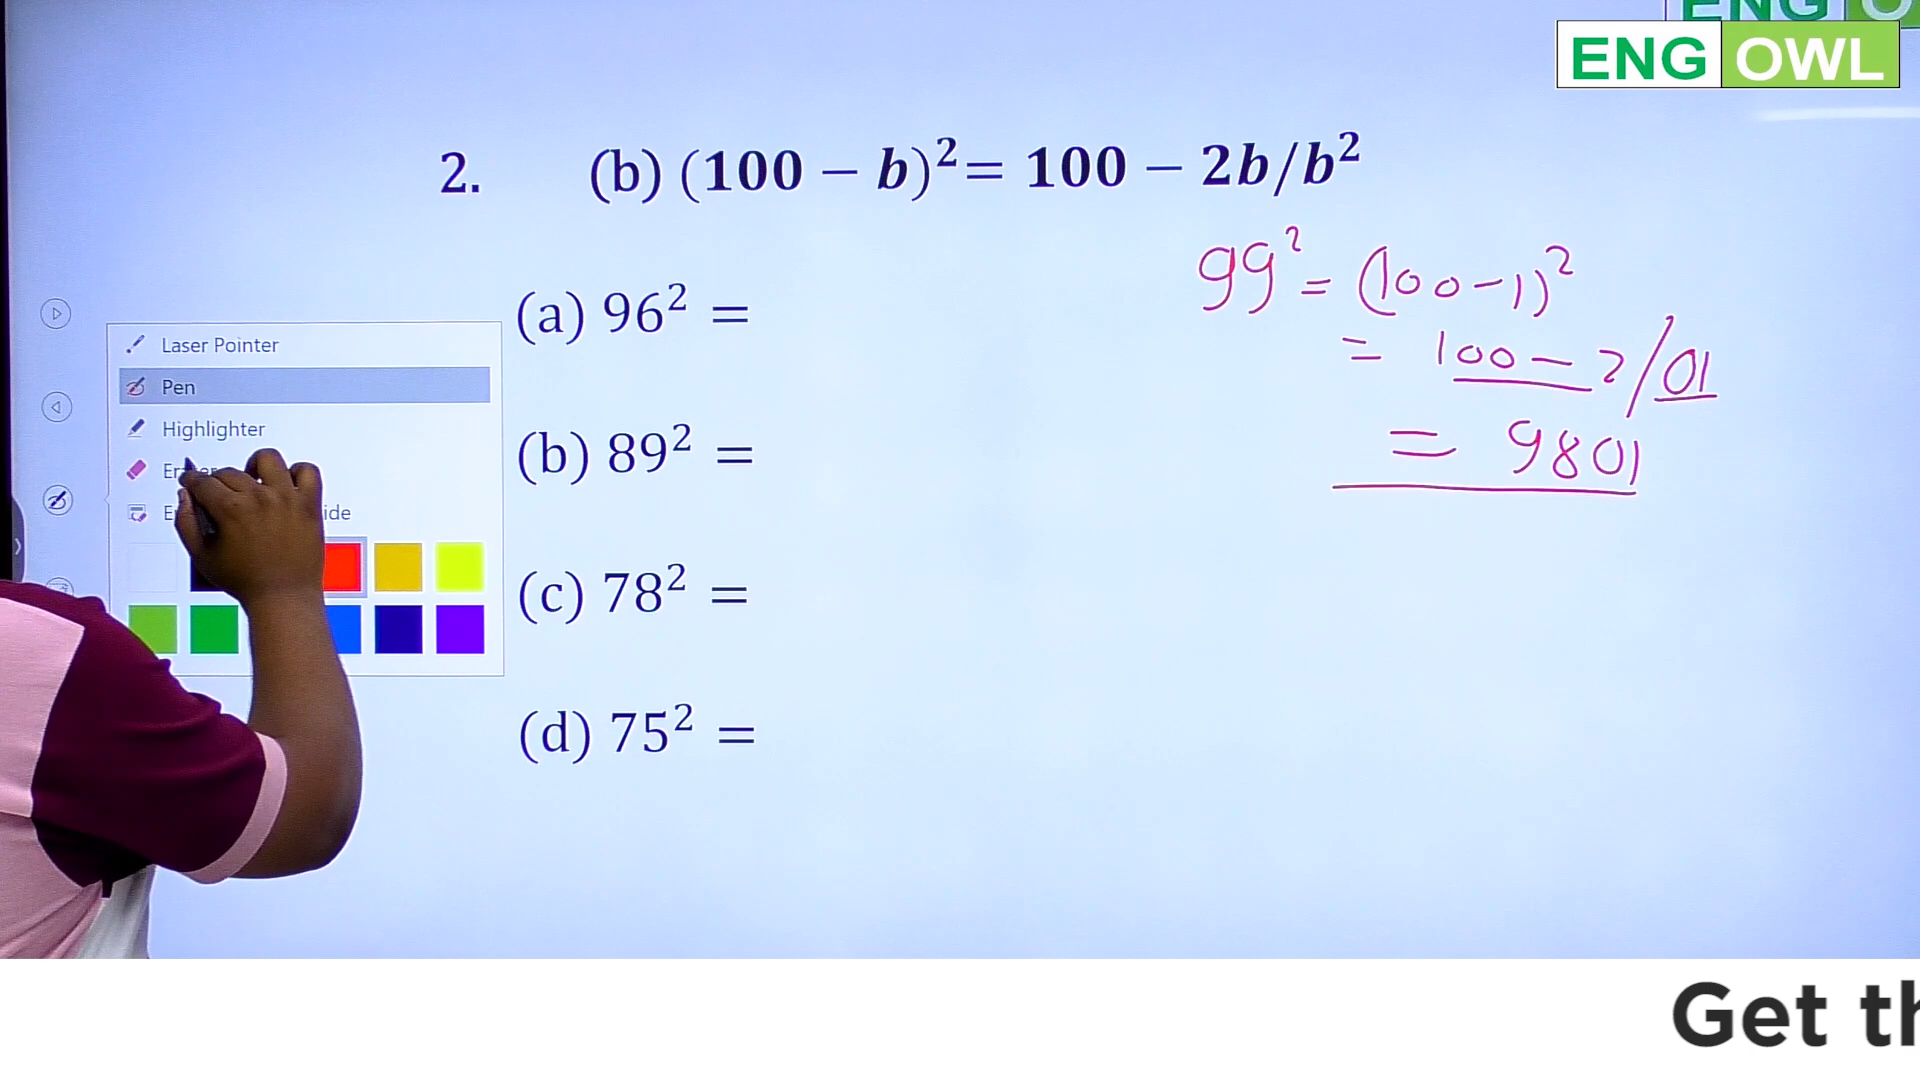 ENG O
ENG OWL
2. (b) (100 − b)²= 100 − 2b/b²
99² = (100-1)²
= 100 - 2/01
= 9801
(a) 96² =
(b) 89² =
(c) 78² =
(d) 75² =
Laser Pointer
Pen
Highlighter
Get th